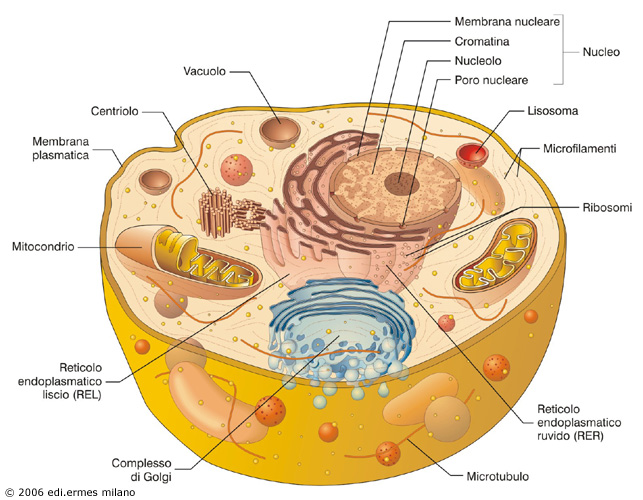 Membrana nucleare
Cromatina
Nucleolo
Poro nucleare
Nucleo
Vacuolo
Centriolo
Membrana
plasmatica
Mitocondrio
Lisosoma
Microfilamenti
Ribosomi
Reticolo
endoplasmatico
liscio (REL)
Complesso
di Golgi
Reticolo
endoplasmatico
ruvido (RER)
Microtubulo
© 2006 edi.ermes milano